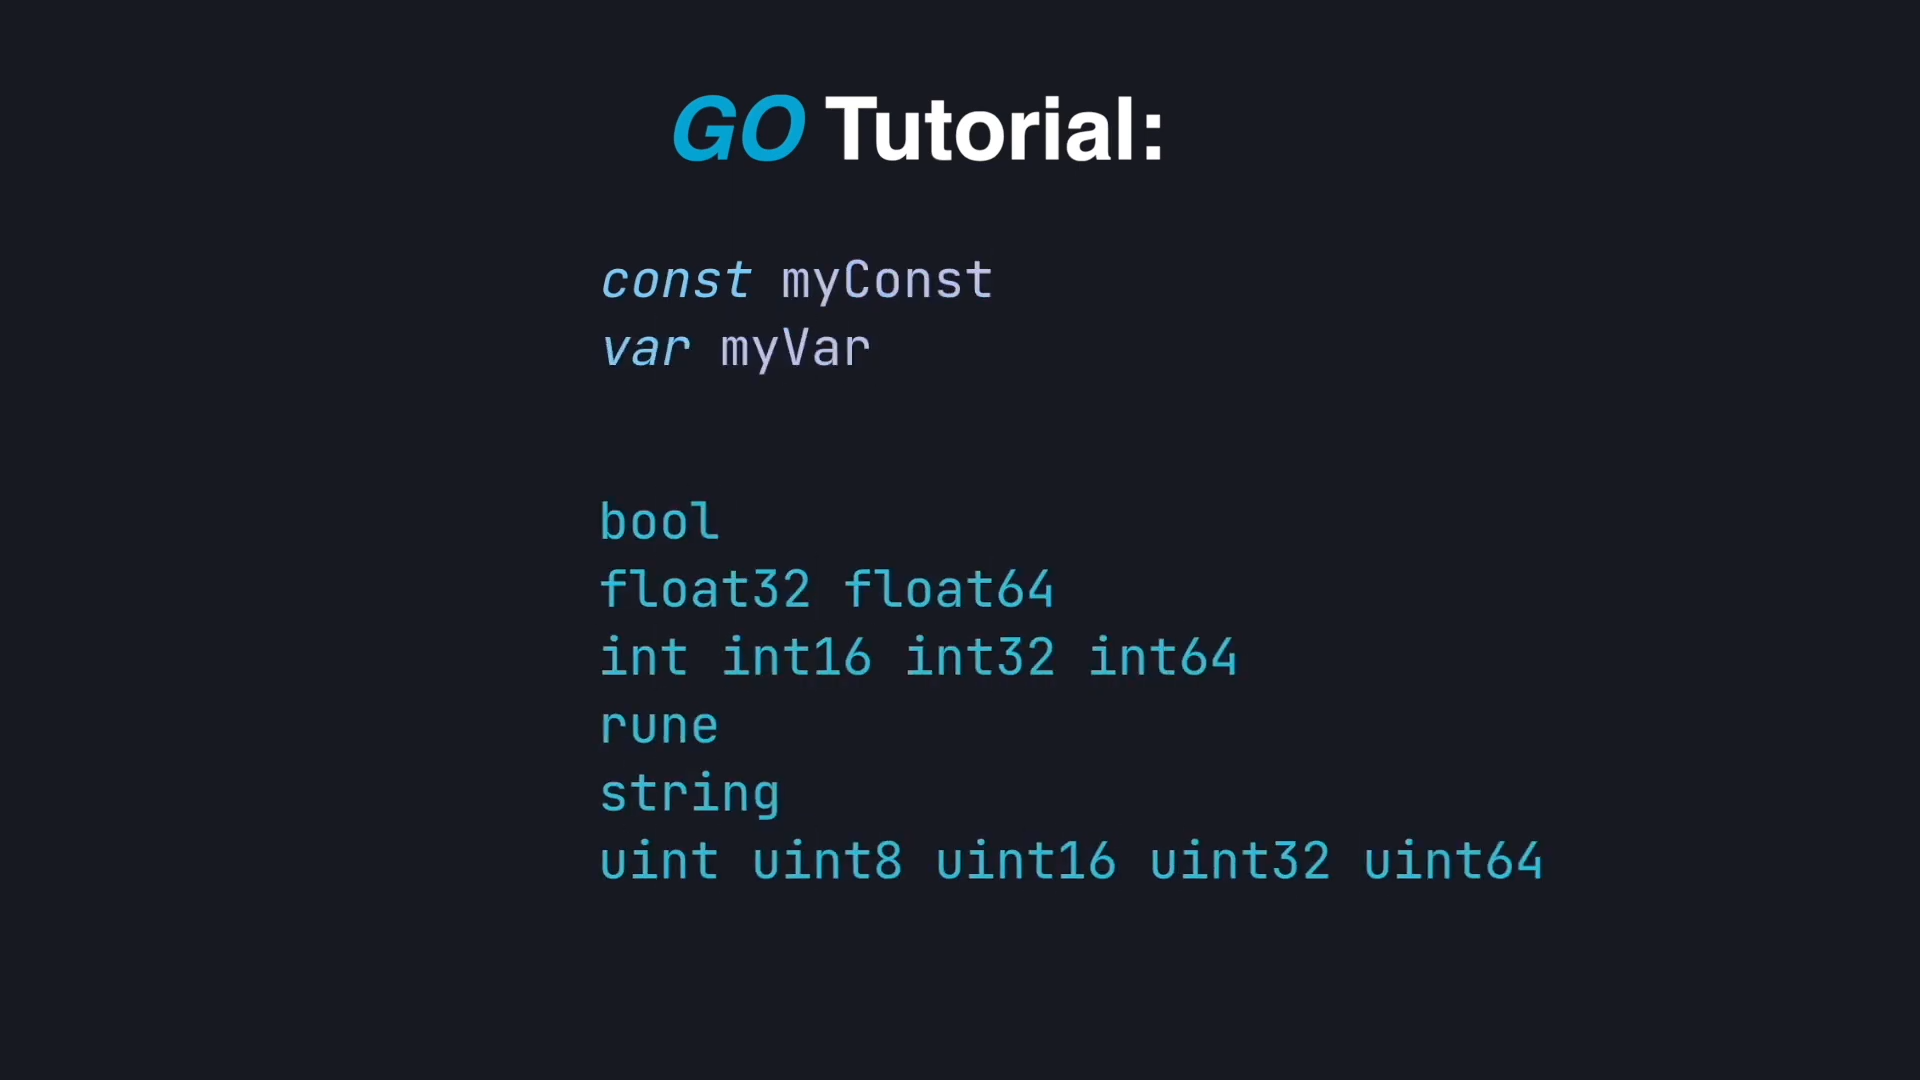 GO Tutorial:
const myConst
var myVar
bool
float32 float64
int int16 int32 int64
rune
string
uint uint8 uint16 uint32 uint64